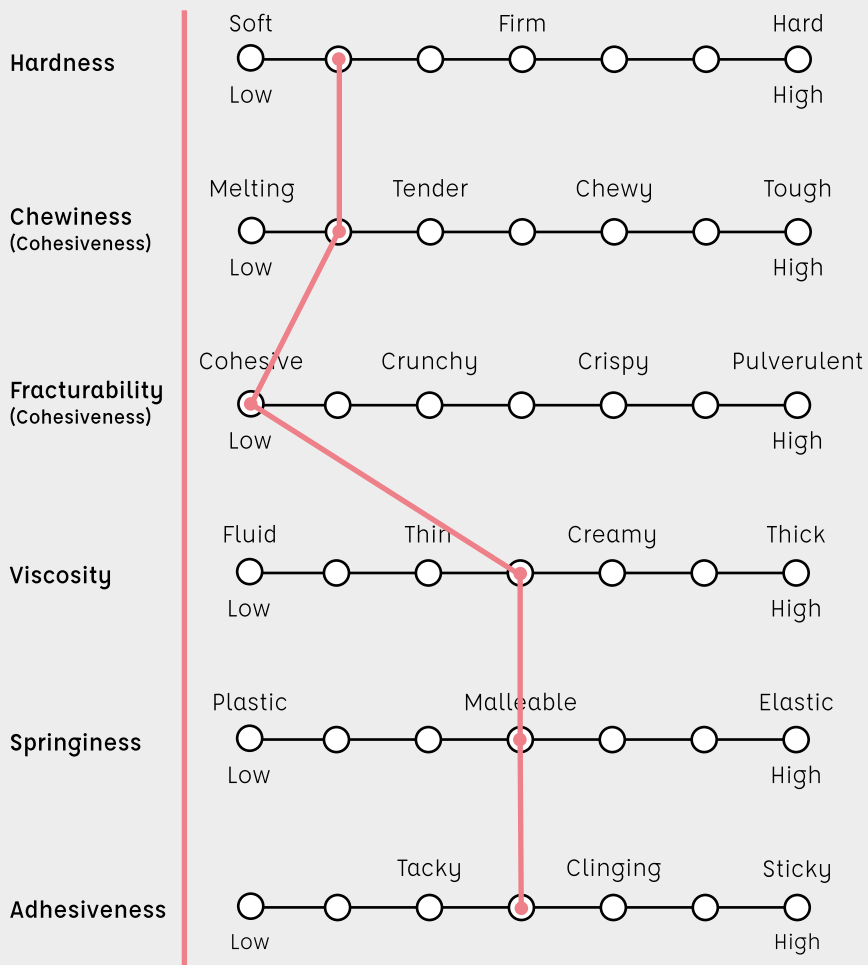 Soft Firm Hard
Hardness
Low High
Melting Tender Chewy Tough
Chewiness
(Cohesiveness)
Low High
Cohesive Crunchy Crispy Pulverulent
Fracturability
(Cohesiveness)
Low High
Fluid Thin Creamy Thick
Viscosity
Low High
Plastic Malleable Elastic
Springiness
Low High
Tacky Clinging Sticky
Adhesiveness
Low High